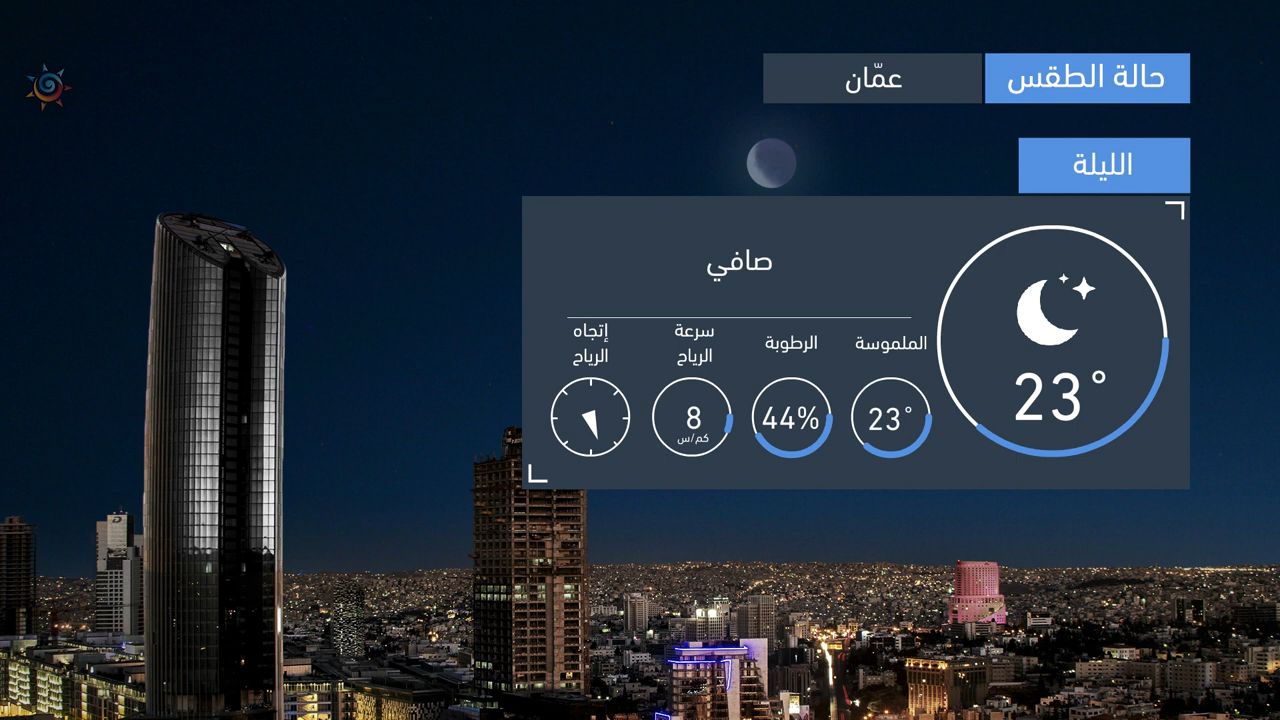 حالة الطقس
عمّان
الليلة
صافي
23°
الملموسة
23°
الرطوبة
44%
سرعة
الرياح
8
كم/س
إتجاه
الرياح